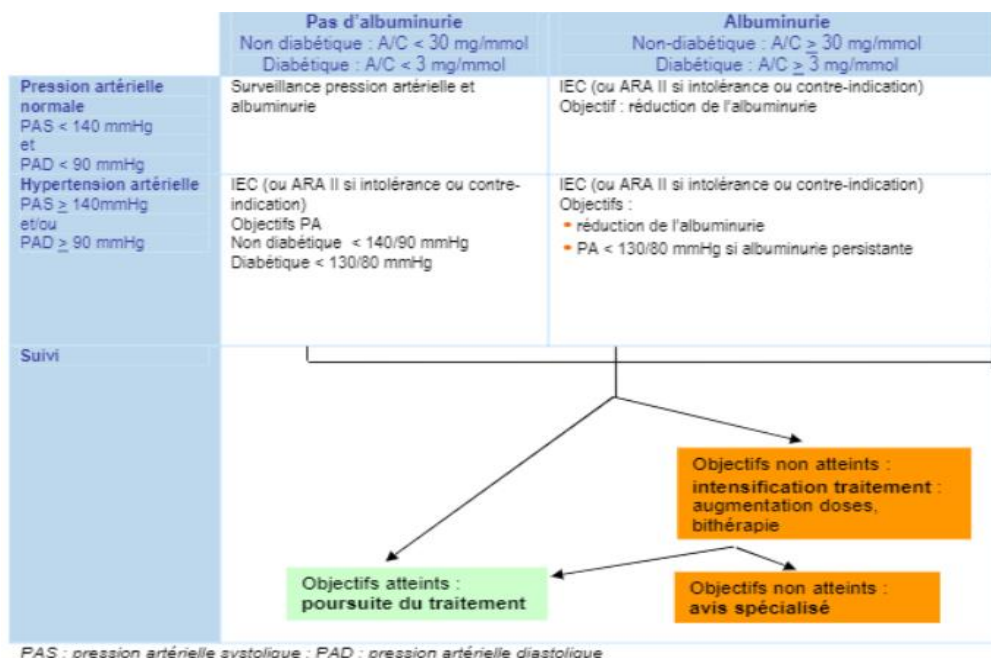 Pas d'albuminurie
Non diabétique : A/C < 30 mg/mmol
Diabétique : A/C < 3 mg/mmol
Albuminurie
Non-diabétique : A/C ≥ 30 mg/mmol
Diabétique : A/C ≥ 3 mg/mmol
Pression artérielle
normale
PAS < 140 mmHg
et
PAD < 90 mmHg
Surveillance pression artérielle et
albuminurie
IEC (ou ARA II si intolérance ou contre-indication)
Objectif : réduction de l'albuminurie
Hypertension artérielle
PAS ≥ 140mmHg
et/ou
PAD ≥ 90 mmHg
IEC (ou ARA II si intolérance ou contre-
indication)
Objectifs PA
Non diabétique < 140/90 mmHg
Diabétique < 130/80 mmHg
IEC (ou ARA II si intolérance ou contre-indication)
Objectifs :
• réduction de l'albuminurie
• PA < 130/80 mmHg si albuminurie persistante
Suivi
Objectifs non atteints :
intensification traitement :
augmentation doses,
bithérapie
Objectifs atteints :
poursuite du traitement
Objectifs non atteints :
avis spécialisé
PAS : pression artérielle systolique ; PAD : pression artérielle diastolique